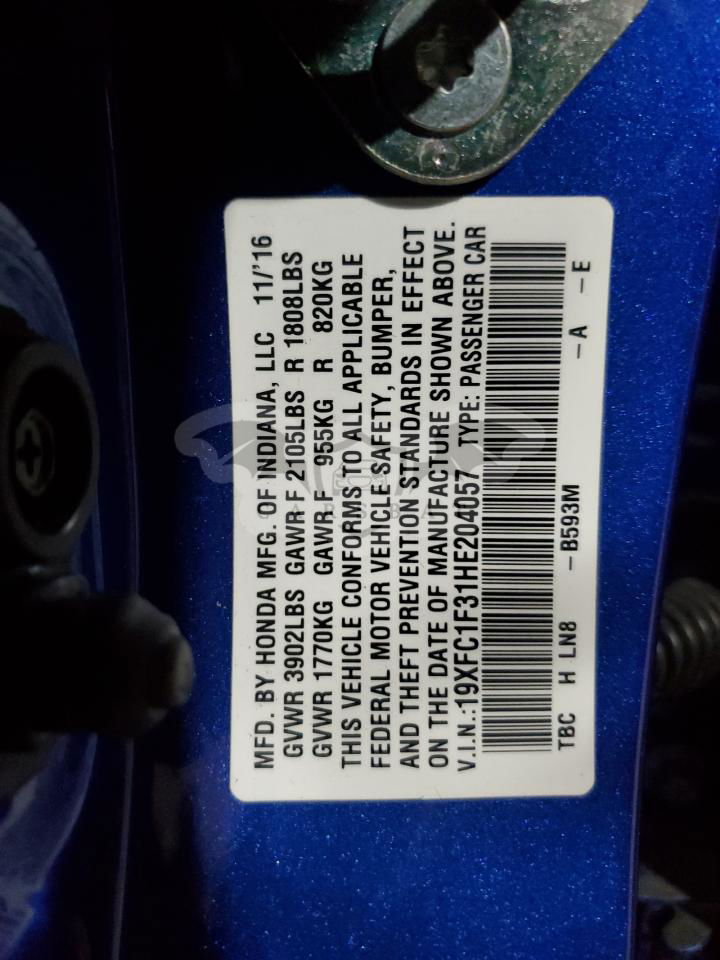 MFD. BY HONDA MFG. OF INDIANA, LLC 11/'16
GVWR 3902LBS GAWR F 2105LBS R 1808LBS
GVWR 1770KG GAWR F 955KG R 820KG
THIS VEHICLE CONFORMS TO ALL APPLICABLE
FEDERAL MOTOR VEHICLE SAFETY, BUMPER,
AND THEFT PREVENTION STANDARDS IN EFFECT
ON THE DATE OF MANUFACTURE SHOWN ABOVE.
V.I.N.:19XFC1F31HE204057 TYPE: PASSENGER CAR
TBC H LN8 -B593M -A -E